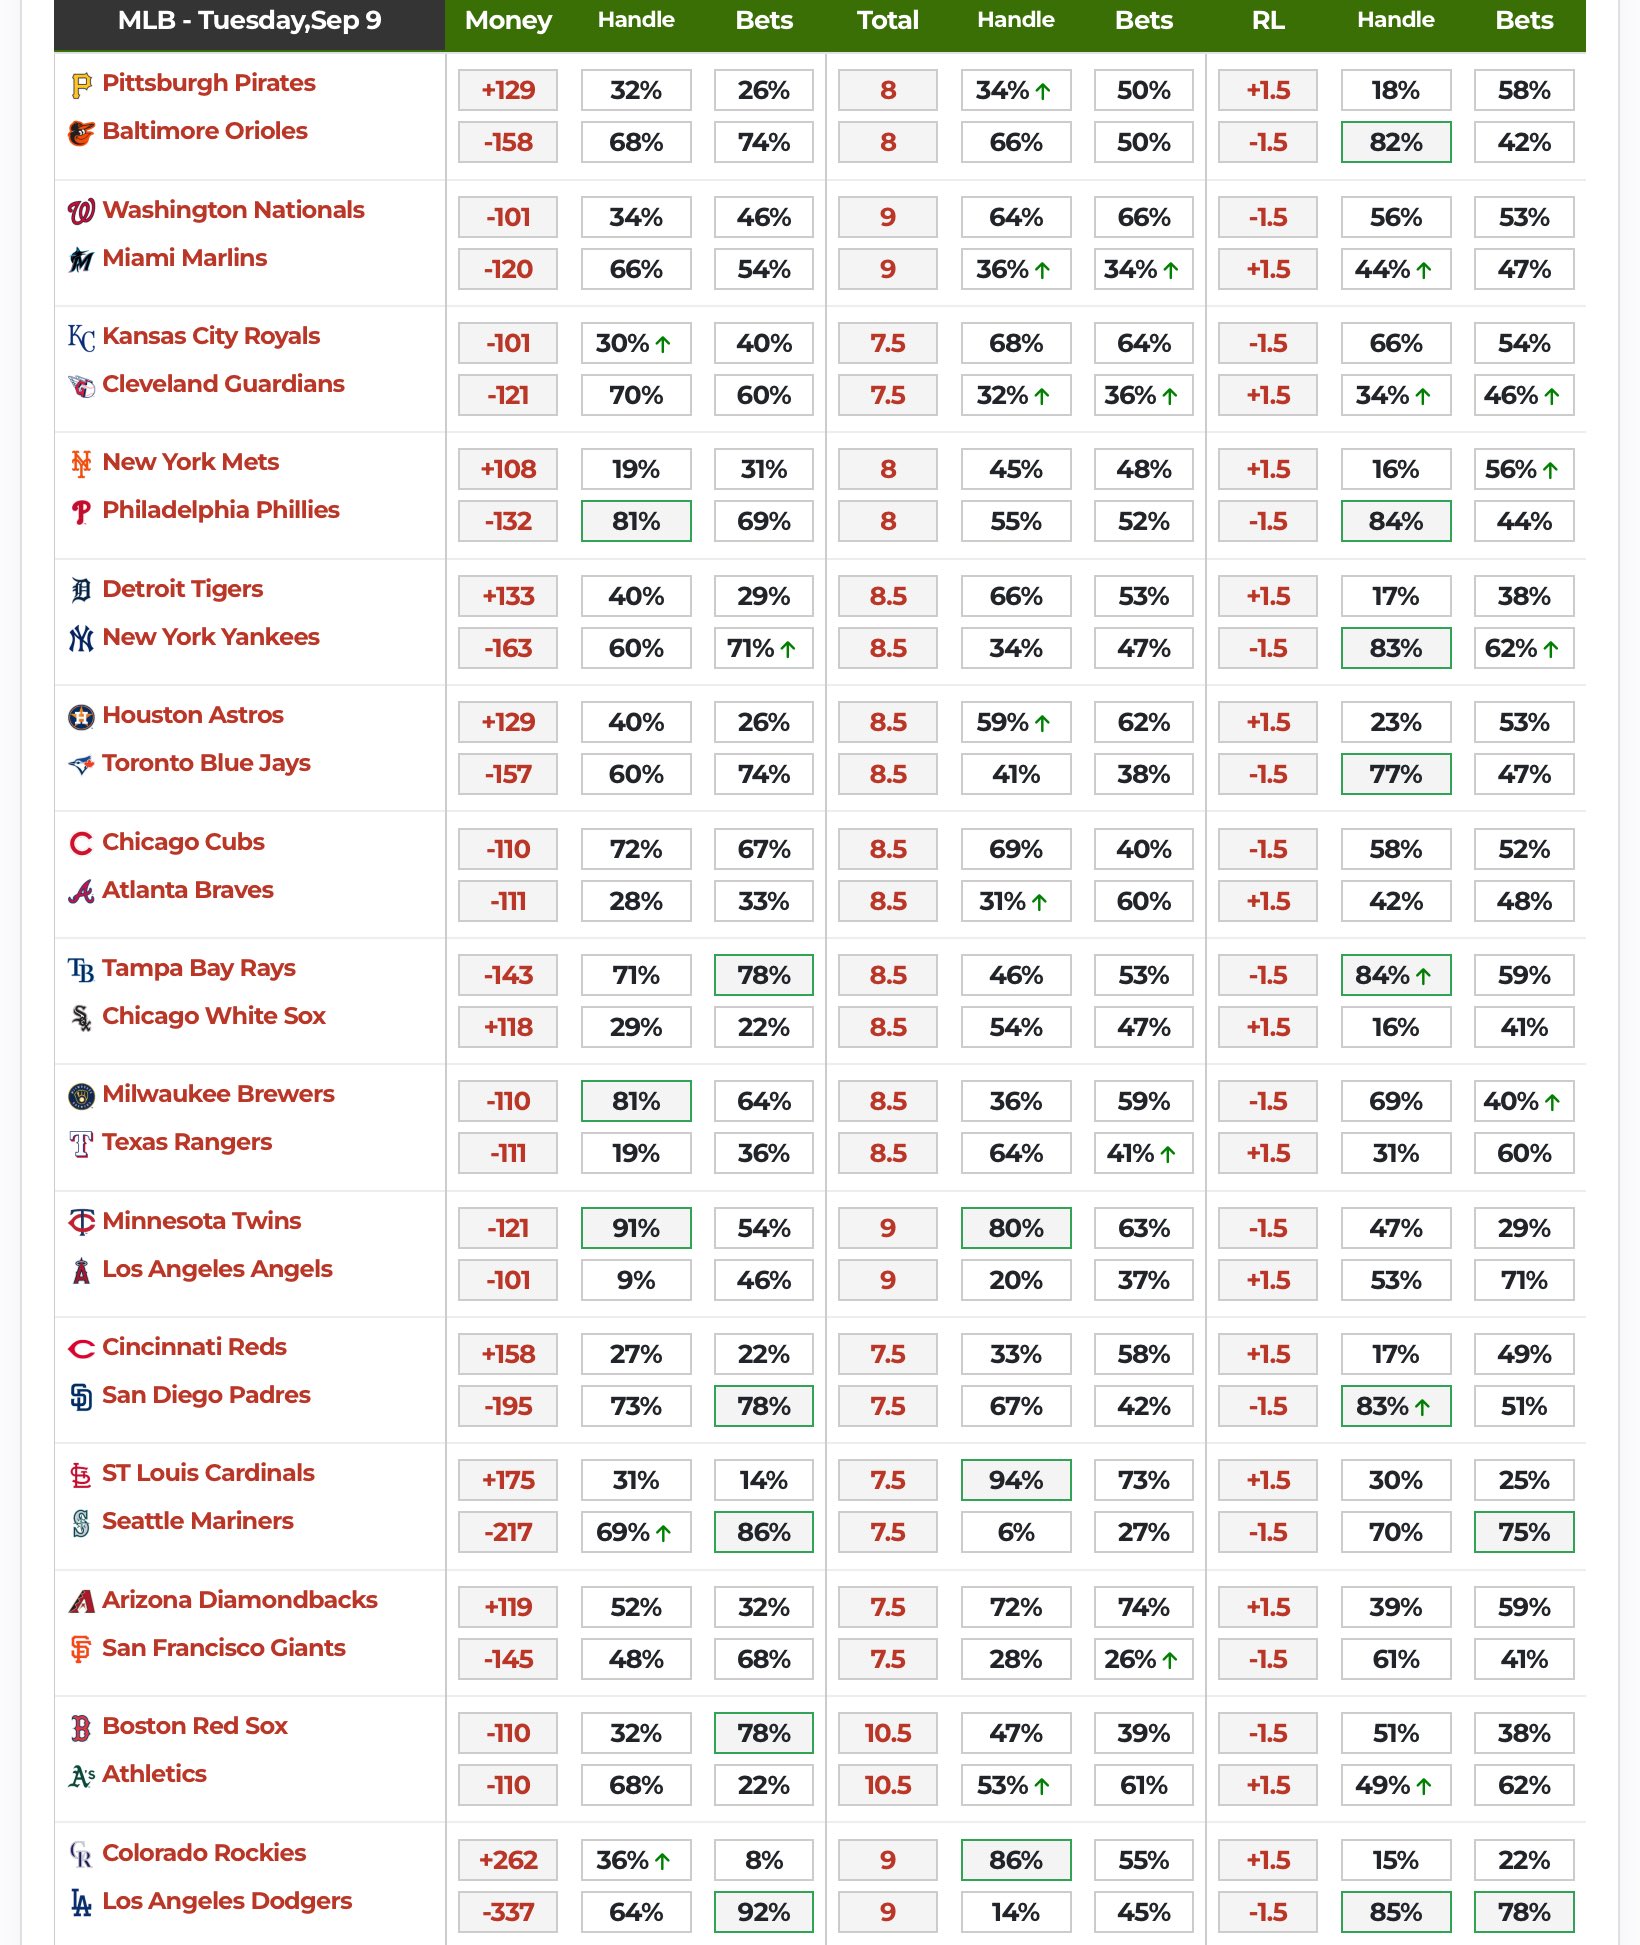 MLB - Tuesday,Sep 9 Money Handle Bets Total Handle Bets RL Handle Bets
Pittsburgh Pirates +129 32% 26% 8 34% ↑ 50% +1.5 18% 58%
Baltimore Orioles -158 68% 74% 8 66% 50% -1.5 82% 42%
Washington Nationals -101 34% 46% 9 64% 66% -1.5 56% 53%
Miami Marlins -120 66% 54% 9 36% ↑ 34% ↑ +1.5 44% ↑ 47%
Kansas City Royals -101 30% ↑ 40% 7.5 68% 64% -1.5 66% 54%
Cleveland Guardians -121 70% 60% 7.5 32% ↑ 36% ↑ +1.5 34% ↑ 46% ↑
New York Mets +108 19% 31% 8 45% 48% +1.5 16% 56% ↑
Philadelphia Phillies -132 81% 69% 8 55% 52% -1.5 84% 44%
Detroit Tigers +133 40% 29% 8.5 66% 53% +1.5 17% 38%
New York Yankees -163 60% 71% ↑ 8.5 34% 47% -1.5 83% 62% ↑
Houston Astros +129 40% 26% 8.5 59% ↑ 62% +1.5 23% 53%
Toronto Blue Jays -157 60% 74% 8.5 41% 38% -1.5 77% 47%
Chicago Cubs -110 72% 67% 8.5 69% 40% -1.5 58% 52%
Atlanta Braves -111 28% 33% 8.5 31% ↑ 60% +1.5 42% 48%
Tampa Bay Rays -143 71% 78% 8.5 46% 53% -1.5 84% ↑ 59%
Chicago White Sox +118 29% 22% 8.5 54% 47% +1.5 16% 41%
Milwaukee Brewers -110 81% 64% 8.5 36% 59% -1.5 69% 40% ↑
Texas Rangers -111 19% 36% 8.5 64% 41% ↑ +1.5 31% 60%
Minnesota Twins -121 91% 54% 9 80% 63% -1.5 47% 29%
Los Angeles Angels -101 9% 46% 9 20% 37% +1.5 53% 71%
Cincinnati Reds +158 27% 22% 7.5 33% 58% +1.5 17% 49%
San Diego Padres -195 73% 78% 7.5 67% 42% -1.5 83% ↑ 51%
ST Louis Cardinals +175 31% 14% 7.5 94% 73% +1.5 30% 25%
Seattle Mariners -217 69% ↑ 86% 7.5 6% 27% -1.5 70% 75%
Arizona Diamondbacks +119 52% 32% 7.5 72% 74% +1.5 39% 59%
San Francisco Giants -145 48% 68% 7.5 28% 26% ↑ -1.5 61% 41%
Boston Red Sox -110 32% 78% 10.5 47% 39% -1.5 51% 38%
Athletics -110 68% 22% 10.5 53% ↑ 61% +1.5 49% ↑ 62%
Colorado Rockies +262 36% ↑ 8% 9 86% 55% +1.5 15% 22%
Los Angeles Dodgers -337 64% 92% 9 14% 45% -1.5 85% 78%